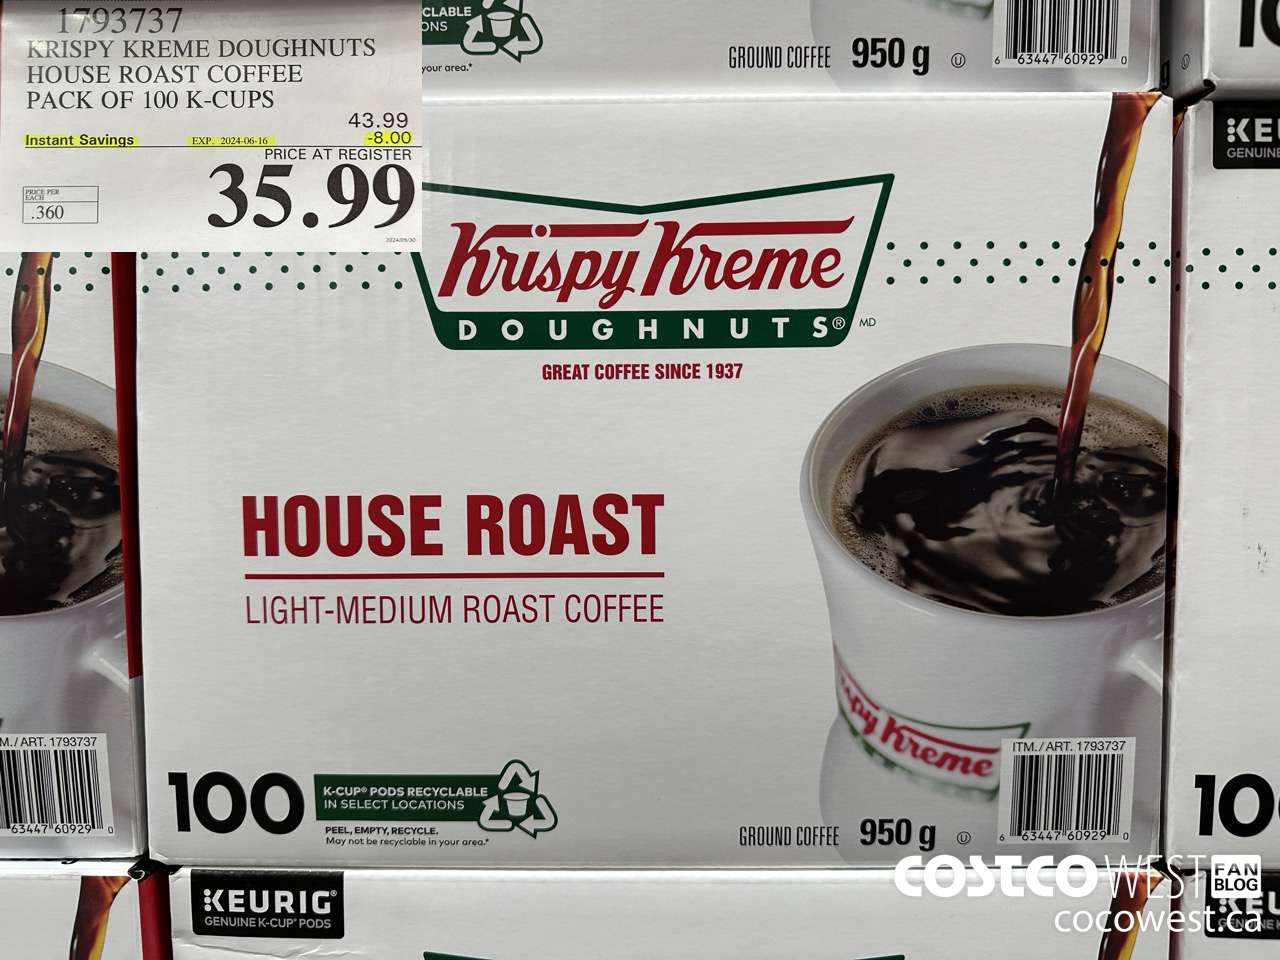 1793737
KRISPY KREME DOUGHNUTS
HOUSE ROAST COFFEE
PACK OF 100 K-CUPS
43.99
Instant Savings EXP. 2024-06-16 -8.00
PRICE AT REGISTER
35.99
PRICE PER
EACH
.360
CLABLE
ONS
your area.*
GROUND COFFEE 950 g
6 63447 60929 0
KEU
GENUINE
Krispy Kreme
DOUGHNUTS® MD
GREAT COFFEE SINCE 1937
HOUSE ROAST
LIGHT-MEDIUM ROAST COFFEE
Krispy Kreme
M./ART. 1793737
63447 60929 0
100
K-CUP® PODS RECYCLABLE
IN SELECT LOCATIONS
PEEL, EMPTY, RECYCLE.
May not be recyclable in your area.*
GROUND COFFEE 950 g
ITM./ART. 1793737
6 63447 60929 0
10
KEURIG®
GENUINE K-CUP® PODS
COSTCO WEST
FAN
BLOG
cocowest.ca